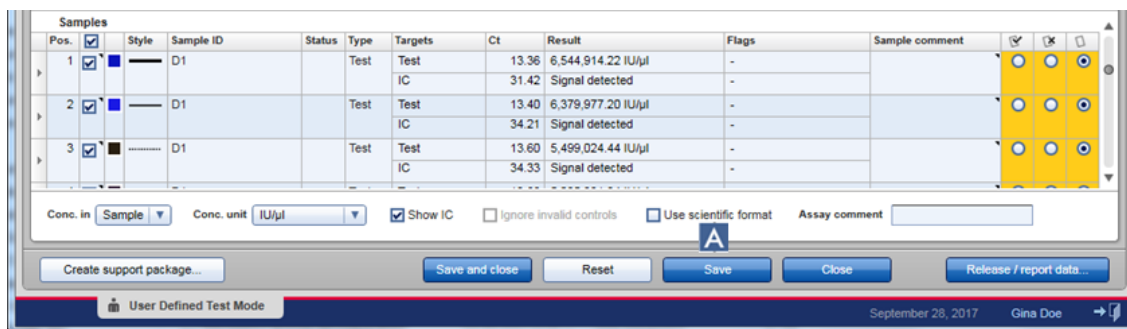 Samples
Pos. Style Sample ID Status Type Targets Ct Result Flags Sample comment
1 D1 Test Test 13.36 6,544,914.22 IU/µl -
IC 31.42 Signal detected -
2 D1 Test Test 13.40 6,379,977.20 IU/µl -
IC 34.21 Signal detected -
3 D1 Test Test 13.60 5,499,024.44 IU/µl -
IC 34.33 Signal detected -
Conc. in Sample Conc. unit IU/µl Show IC Ignore invalid controls Use scientific format Assay comment
A
Create support package... Save and close Reset Save Close Release / report data...
User Defined Test Mode
September 28, 2017 Gina Doe